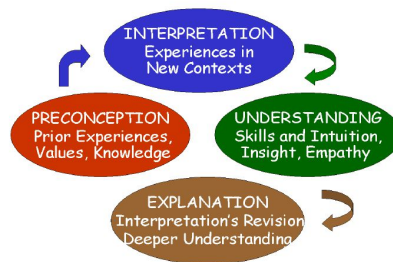 INTERPRETATION
Experiences in
New Contexts
PRECONCEPTION
Prior Experiences,
Values, Knowledge
UNDERSTANDING
Skills and Intuition,
Insight, Empathy
EXPLANATION
Interpretation's Revision
Deeper Understanding